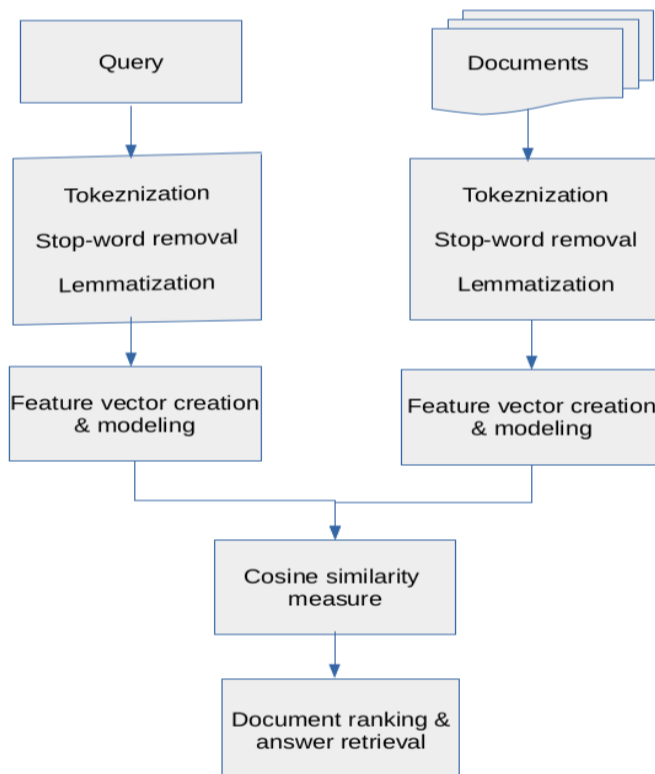 Query
Documents
Tokeznization
Stop-word removal
Lemmatization
Tokeznization
Stop-word removal
Lemmatization
Feature vector creation
& modeling
Feature vector creation
& modeling
Cosine similarity
measure
Document ranking &
answer retrieval